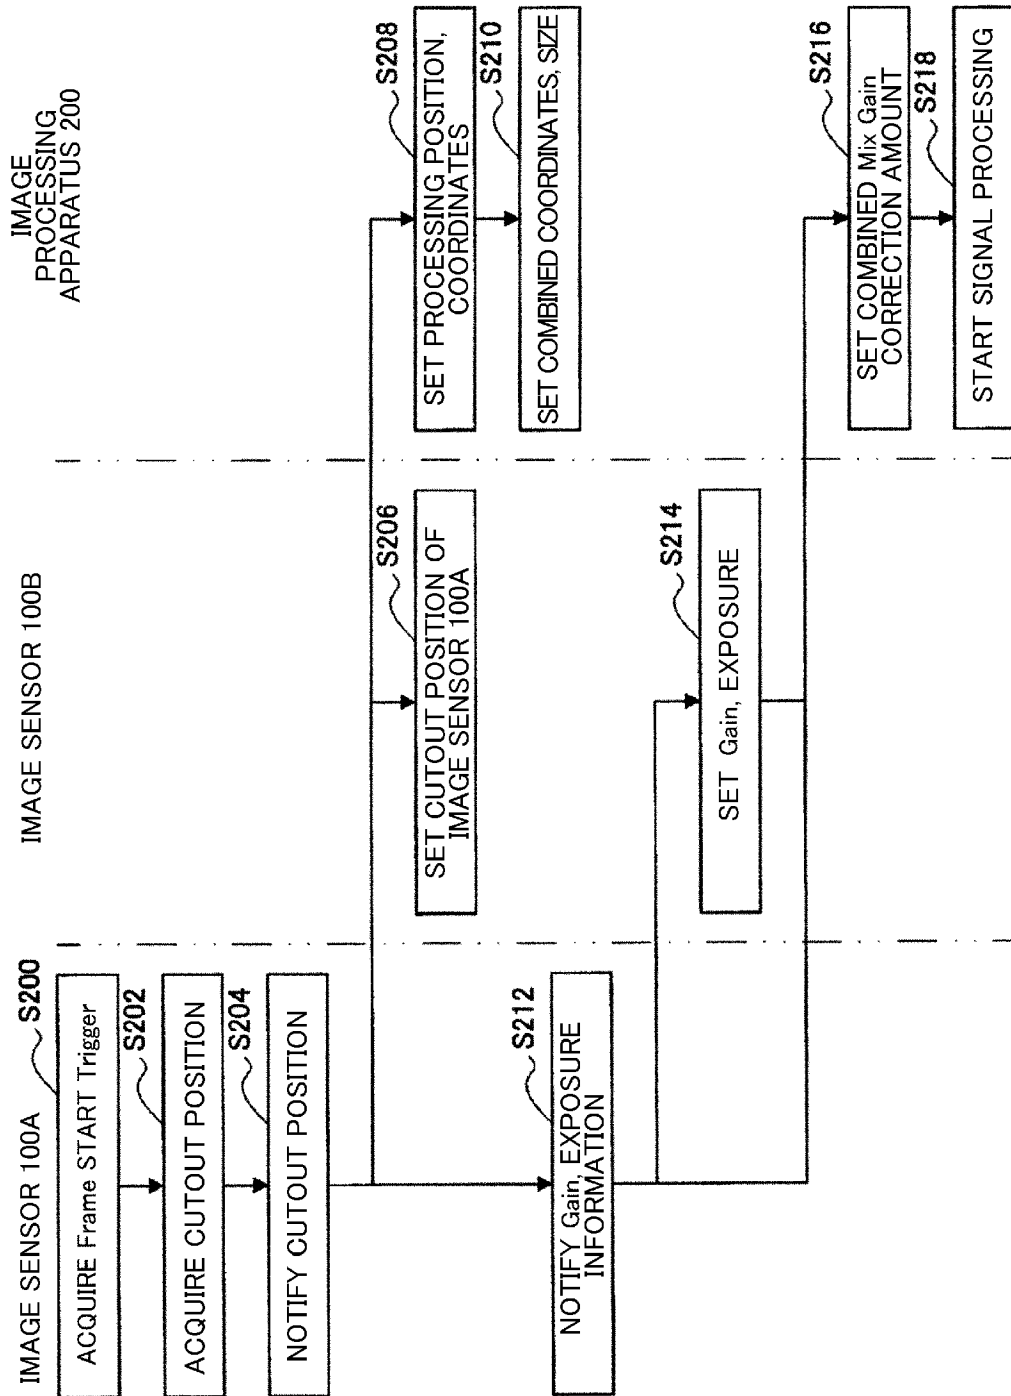 IMAGE SENSOR 100A
S200
ACQUIRE Frame START Trigger
S202
ACQUIRE CUTOUT POSITION
S204
NOTIFY CUTOUT POSITION
S212
NOTIFY Gain, EXPOSURE
INFORMATION
IMAGE SENSOR 100B
S206
SET CUTOUT POSITION OF
IMAGE SENSOR 100A
S214
SET Gain, EXPOSURE
IMAGE
PROCESSING
APPARATUS 200
S208
SET PROCESSING POSITION,
COORDINATES
S210
SET COMBINED COORDINATES, SIZE
S216
SET COMBINED Mix Gain
CORRECTION AMOUNT
S218
START SIGNAL PROCESSING